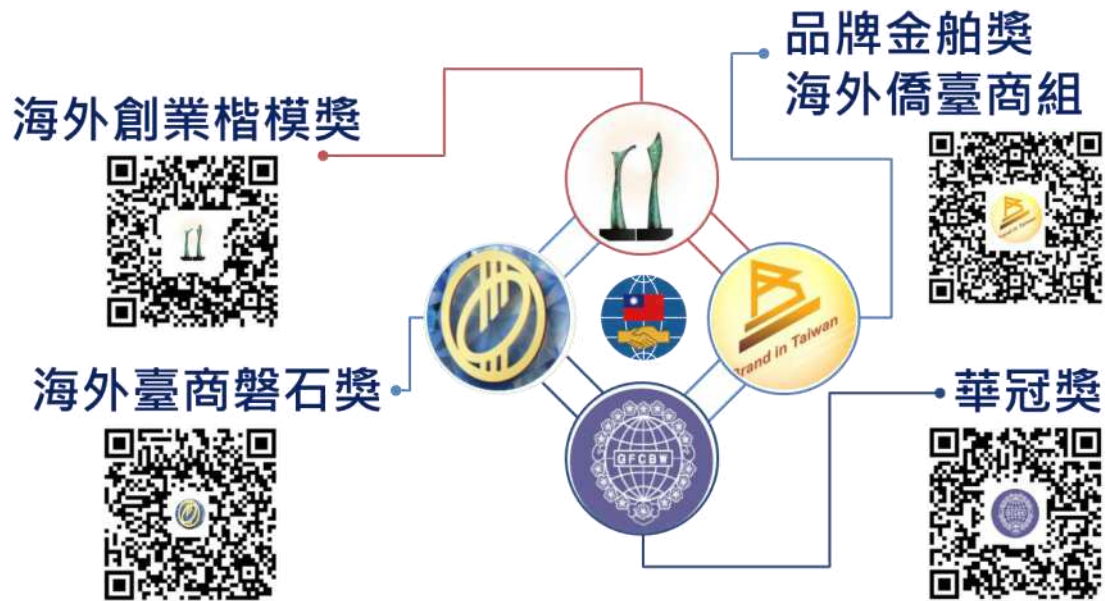 品牌金舶獎
海外僑臺商組
海外創業楷模獎
Brand in Taiwan
海外臺商磐石獎
華冠獎
GFCBW